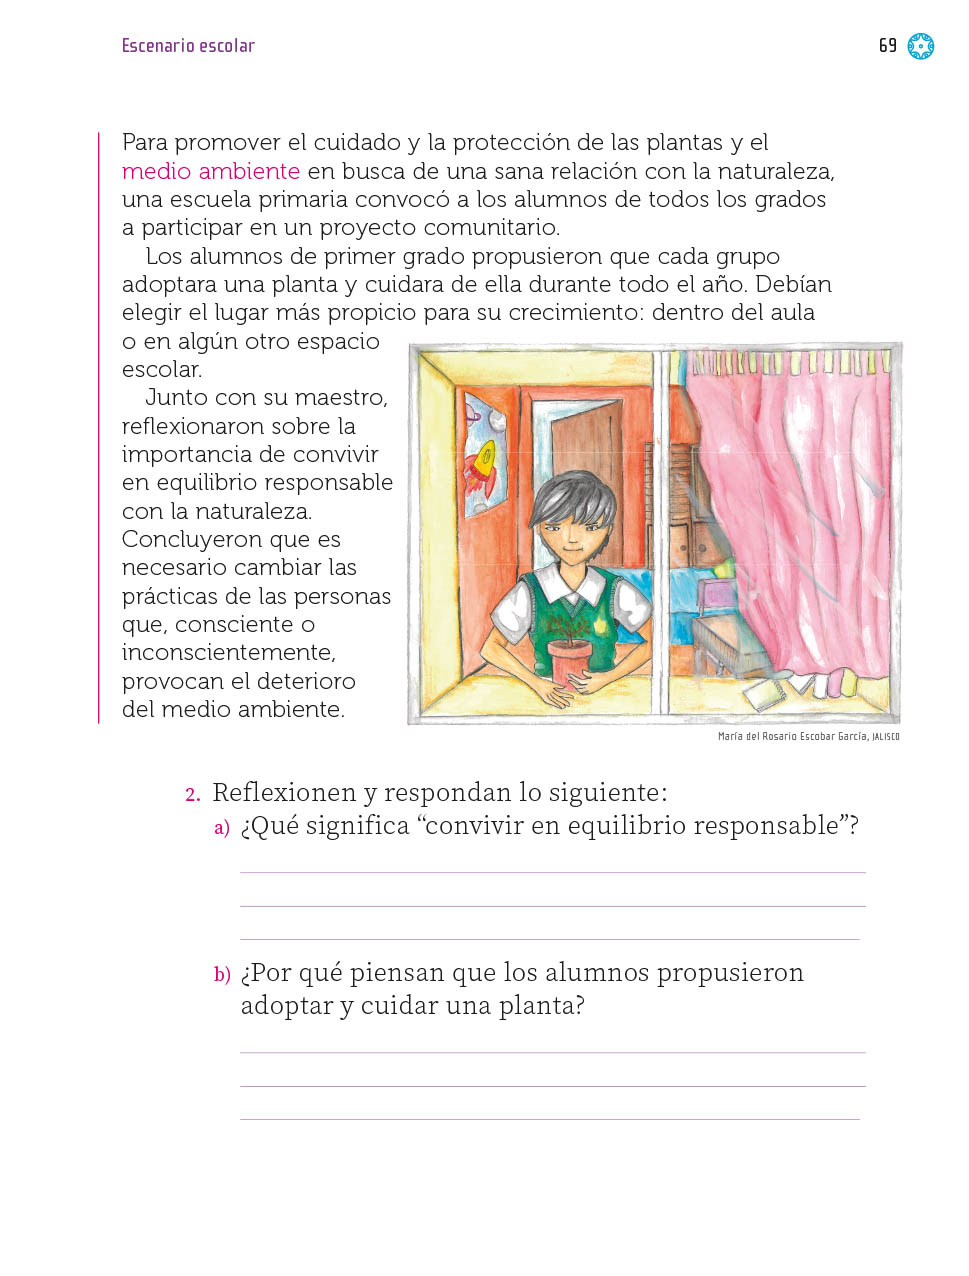 Escenario escolar
69
Para promover el cuidado y la protección de las plantas y el
medio ambiente en busca de una sana relación con la naturaleza,
una escuela primaria convocó a los alumnos de todos los grados
a participar en un proyecto comunitario.
Los alumnos de primer grado propusieron que cada grupo
adoptara una planta y cuidara de ella durante todo el año. Debían
elegir el lugar más propicio para su crecimiento: dentro del aula
o en algún otro espacio
escolar.
Junto con su maestro,
reflexionaron sobre la
importancia de convivir
en equilibrio responsable
con la naturaleza.
Concluyeron que es
necesario cambiar las
prácticas de las personas
que, consciente o
inconscientemente,
provocan el deterioro
del medio ambiente.
María del Rosario Escobar García, JALISCO
2. Reflexionen y respondan lo siguiente:
a) ¿Qué significa “convivir en equilibrio responsable”?
b) ¿Por qué piensan que los alumnos propusieron
adoptar y cuidar una planta?